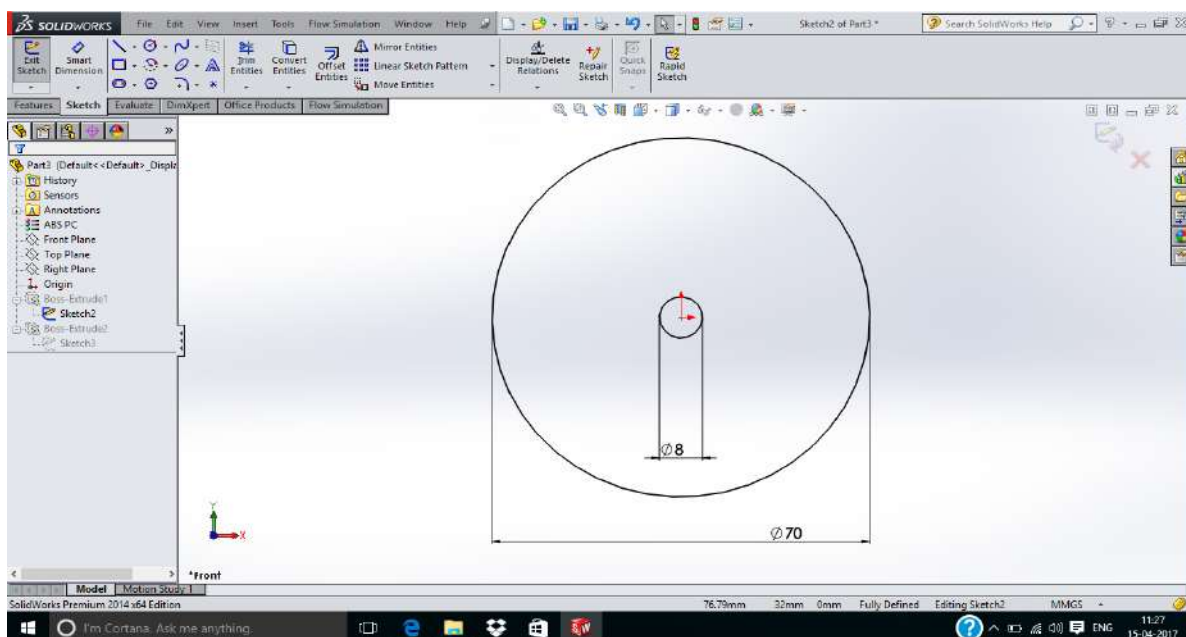 SOLIDWORKS File Edit View Insert Tools Flow Simulation Window Help Sketch2 of Part3 * Search SolidWorks Help
Exit Sketch
Smart Dimension
Trim Entities
Convert Entities
Offset Entities
Mirror Entities
Linear Sketch Pattern
Move Entities
Display/Delete Relations
Repair Sketch
Quick Snaps
Rapid Sketch
Features Sketch Evaluate DimXpert Office Products Flow Simulation
Part3 (Default<<Default>_Displa
History
Sensors
Annotations
ABS PC
Front Plane
Top Plane
Right Plane
Origin
Boss-Extrude1
Sketch2
Boss-Extrude2
Sketch3
∅8
∅70
Y
X
*Front
Model Motion Study 1
SolidWorks Premium 2014 x64 Edition 76.79mm 32mm 0mm Fully Defined Editing Sketch2 MMGS
I'm Cortana. Ask me anything. ENG 11:27
15-04-2017